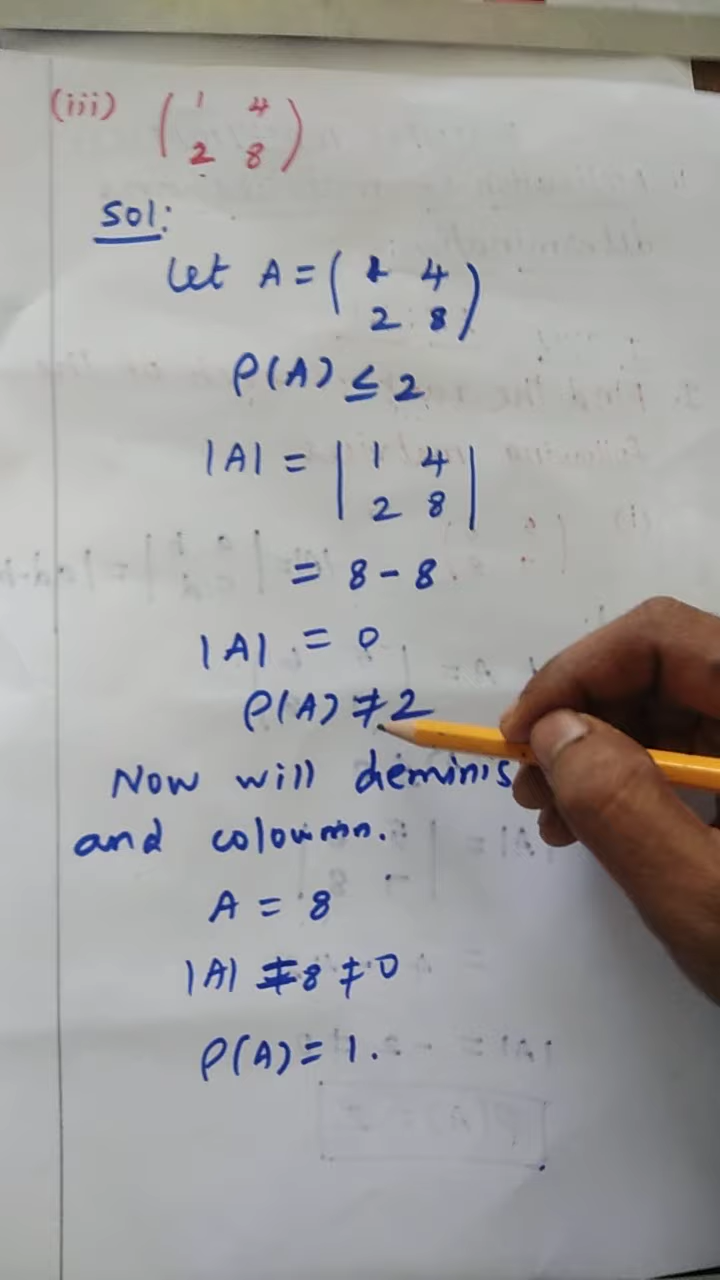 (iii) ( 1 4
2 8 )
Sol:
Let A = ( 1 4
2 8 )
ρ(A) ≤ 2
|A| = | 1 4
2 8 |
= 8 - 8
|A| = 0
ρ(A) ≠ 2
Now will deminis
and coloumn.
A = 8
|A| ≠ 8 ≠ 0
ρ(A) = 1.